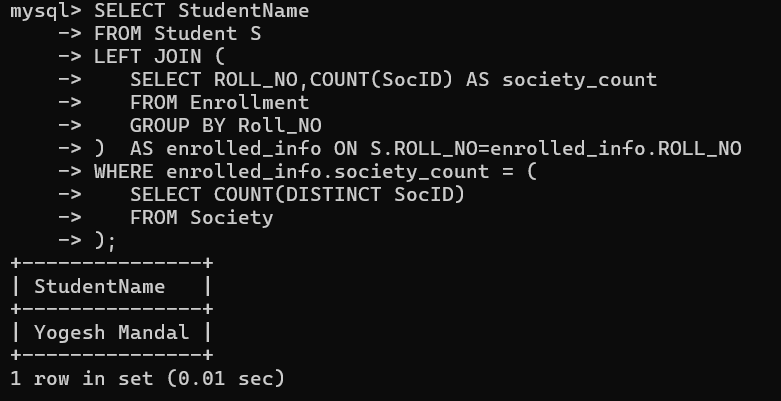 mysql> SELECT StudentName
    -> FROM Student S
    -> LEFT JOIN (
    ->    SELECT ROLL_NO,COUNT(SocID) AS society_count
    ->    FROM Enrollment
    ->    GROUP BY Roll_NO
    -> )  AS enrolled_info ON S.ROLL_NO=enrolled_info.ROLL_NO
    -> WHERE enrolled_info.society_count = (
    ->    SELECT COUNT(DISTINCT SocID)
    ->    FROM Society
    -> );
+---------------+
| StudentName   |
+---------------+
| Yogesh Mandal |
+---------------+
1 row in set (0.01 sec)